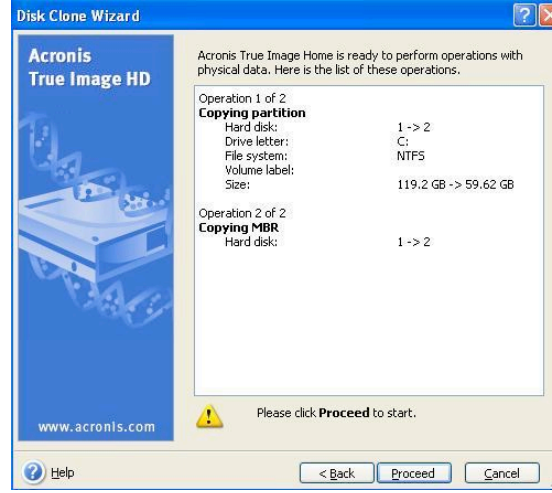 Disk Clone Wizard
Acronis
True Image HD
Acronis True Image Home is ready to perform operations with
physical data. Here is the list of these operations.
Operation 1 of 2
Copying partition
Hard disk: 1 -> 2
Drive letter: C:
File system: NTFS
Volume label:
Size: 119.2 GB -> 59.62 GB
Operation 2 of 2
Copying MBR
Hard disk: 1 -> 2
Please click Proceed to start.
www.acronis.com
Help
< Back
Proceed
Cancel